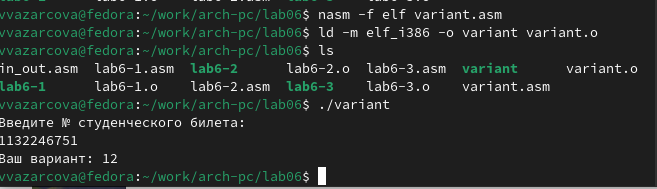 vvazarcova@fedora:~/work/arch-pc/lab06$ nasm -f elf variant.asm
vvazarcova@fedora:~/work/arch-pc/lab06$ ld -m elf_i386 -o variant variant.o
vvazarcova@fedora:~/work/arch-pc/lab06$ ls
in_out.asm lab6-1.asm lab6-2 lab6-2.o lab6-3.asm variant variant.o
lab6-1 lab6-1.o lab6-2.asm lab6-3 lab6-3.o variant.asm
vvazarcova@fedora:~/work/arch-pc/lab06$ ./variant
Введите № студенческого билета:
1132246751
Ваш вариант: 12
vvazarcova@fedora:~/work/arch-pc/lab06$